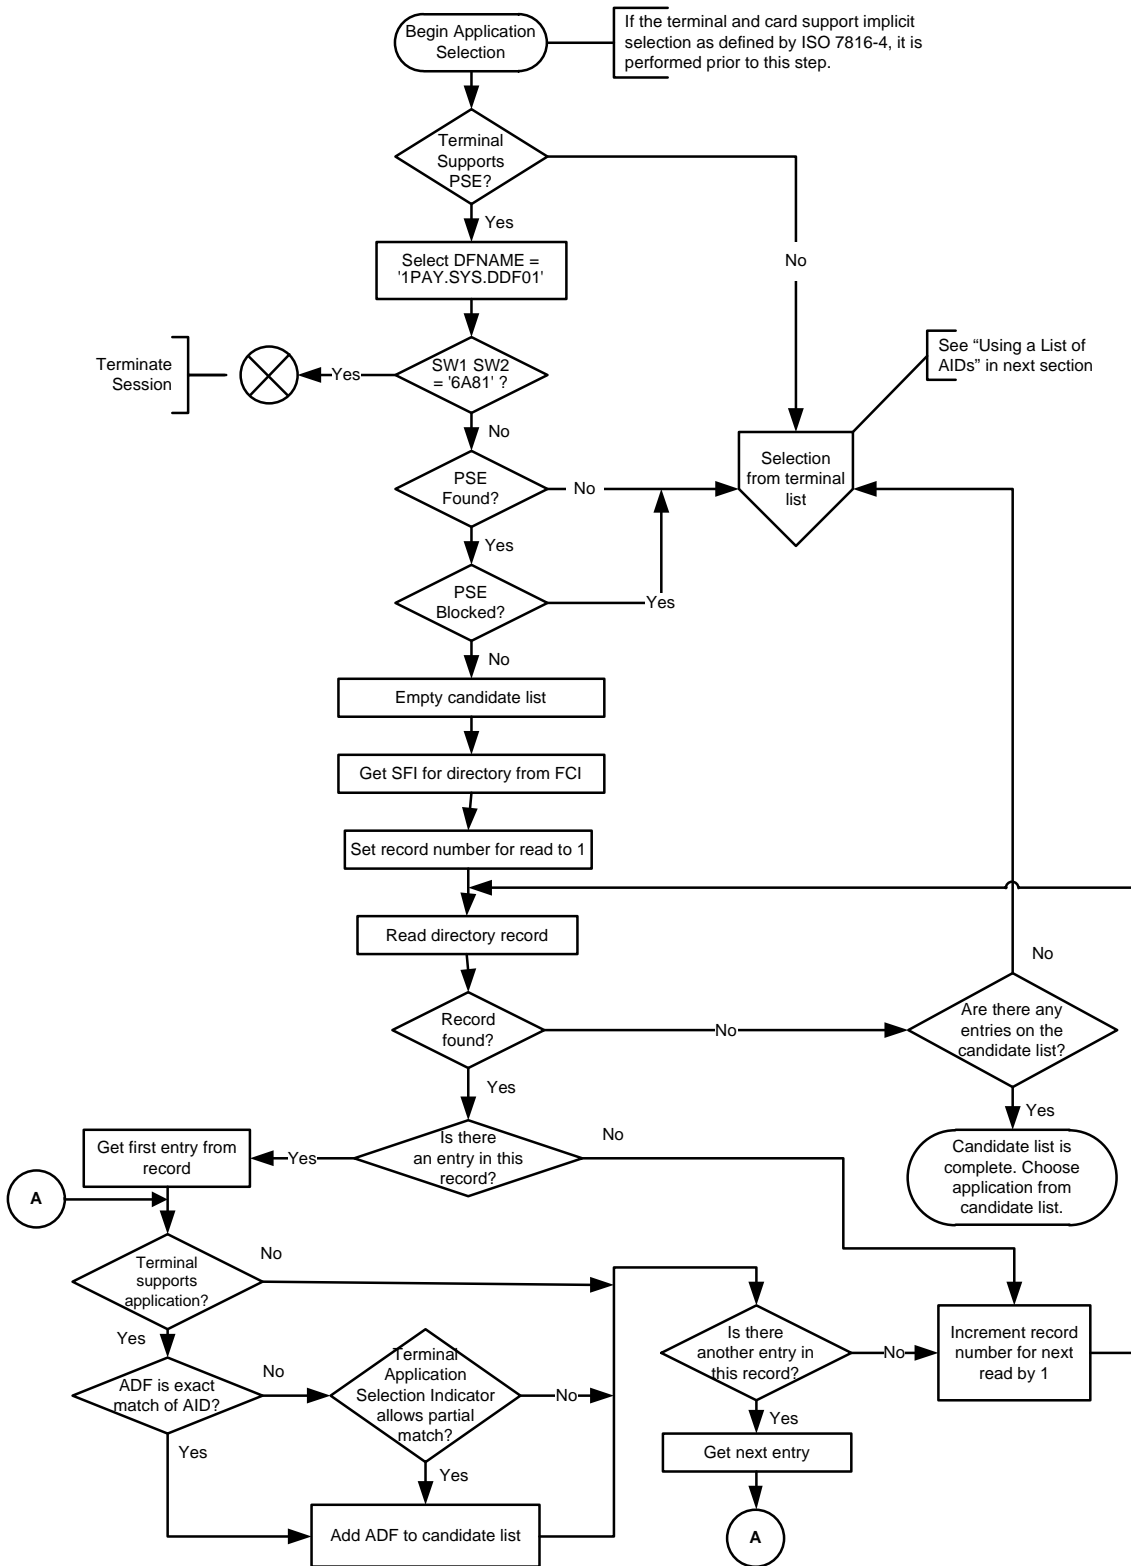 Begin Application
Selection
If the terminal and card support implicit
selection as defined by ISO 7816-4, it is
performed prior to this step.
Terminal
Supports
PSE?
Yes
No
Select DFNAME =
'1PAY.SYS.DDF01'
See “Using a List of
AIDs” in next section
Terminate
Session
Yes
SW1 SW2
= '6A81' ?
No
PSE
Found?
No
Selection
from terminal
list
Yes
PSE
Blocked?
Yes
No
Empty candidate list
Get SFI for directory from FCI
Set record number for read to 1
Read directory record
No
Record
found?
No
Are there any
entries on the
candidate list?
Yes
Yes
Get first entry from
record
Yes
Is there
an entry in this
record?
No
Candidate list is
complete. Choose
application from
candidate list.
A
Terminal
supports
application?
No
Yes
Is there
another entry in
this record?
No
Increment record
number for next
read by 1
ADF is exact
match of AID?
No
Terminal
Application
Selection Indicator
allows partial
match?
No
Yes
Yes
Yes
Get next entry
Add ADF to candidate list
A